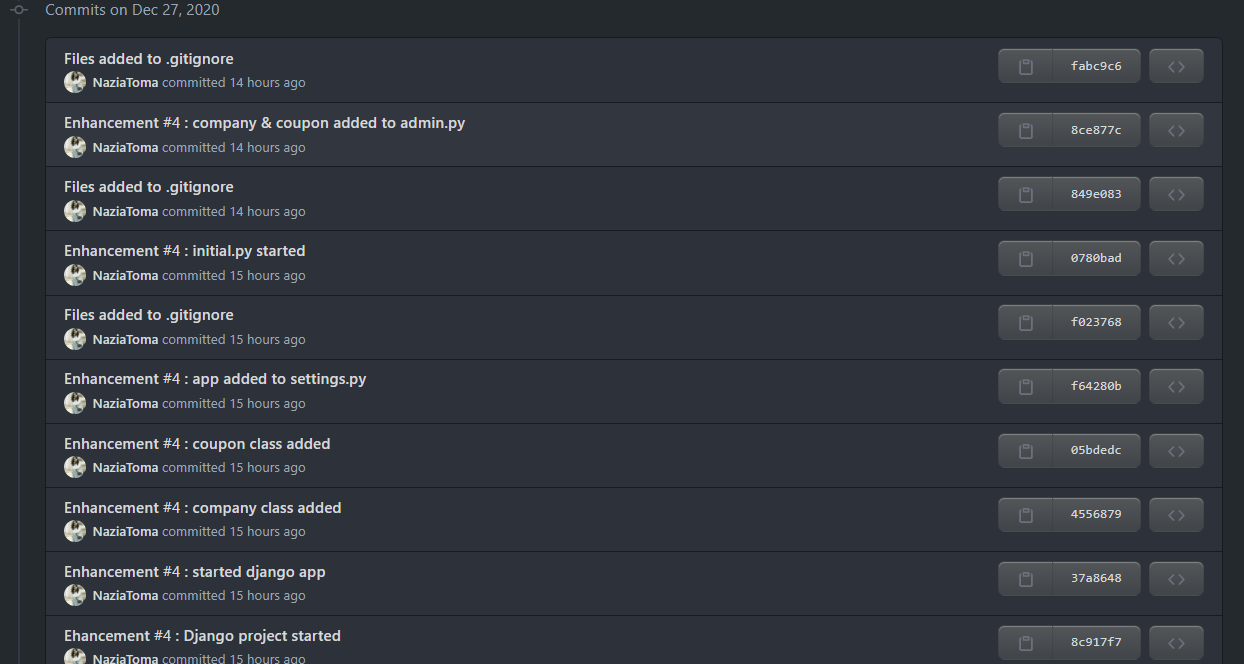 Commits on Dec 27, 2020
Files added to .gitignore
NaziaToma committed 14 hours ago
fabc9c6
Enhancement #4 : company & coupon added to admin.py
NaziaToma committed 14 hours ago
8ce877c
Files added to .gitignore
NaziaToma committed 14 hours ago
849e083
Enhancement #4 : initial.py started
NaziaToma committed 15 hours ago
0780bad
Files added to .gitignore
NaziaToma committed 15 hours ago
f023768
Enhancement #4 : app added to settings.py
NaziaToma committed 15 hours ago
f64280b
Enhancement #4 : coupon class added
NaziaToma committed 15 hours ago
05bdedc
Enhancement #4 : company class added
NaziaToma committed 15 hours ago
4556879
Enhancement #4 : started django app
NaziaToma committed 15 hours ago
37a8648
Ehancement #4 : Django project started
NaziaToma committed 15 hours ago
8c917f7